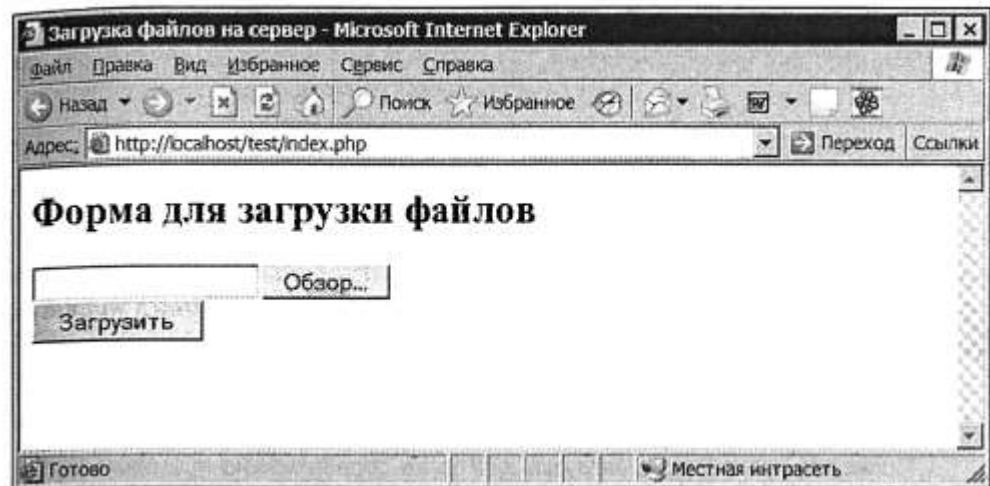 Загрузка файлов на сервер - Microsoft Internet Explorer
Файл Правка Вид Избранное Сервис Справка
Назад Поиск Избранное
Адрес: http://localhost/test/index.php Переход Ссылки
Форма для загрузки файлов
Обзор...
Загрузить
Готово Местная интрасеть